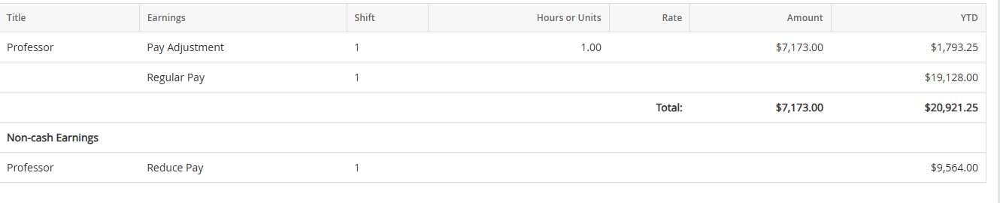 Title Earnings Shift Hours or Units Rate Amount YTD
Professor Pay Adjustment 1 1.00 $7,173.00 $1,793.25
Regular Pay 1 $19,128.00
Total: $7,173.00 $20,921.25
Non-cash Earnings
Professor Reduce Pay 1 $9,564.00